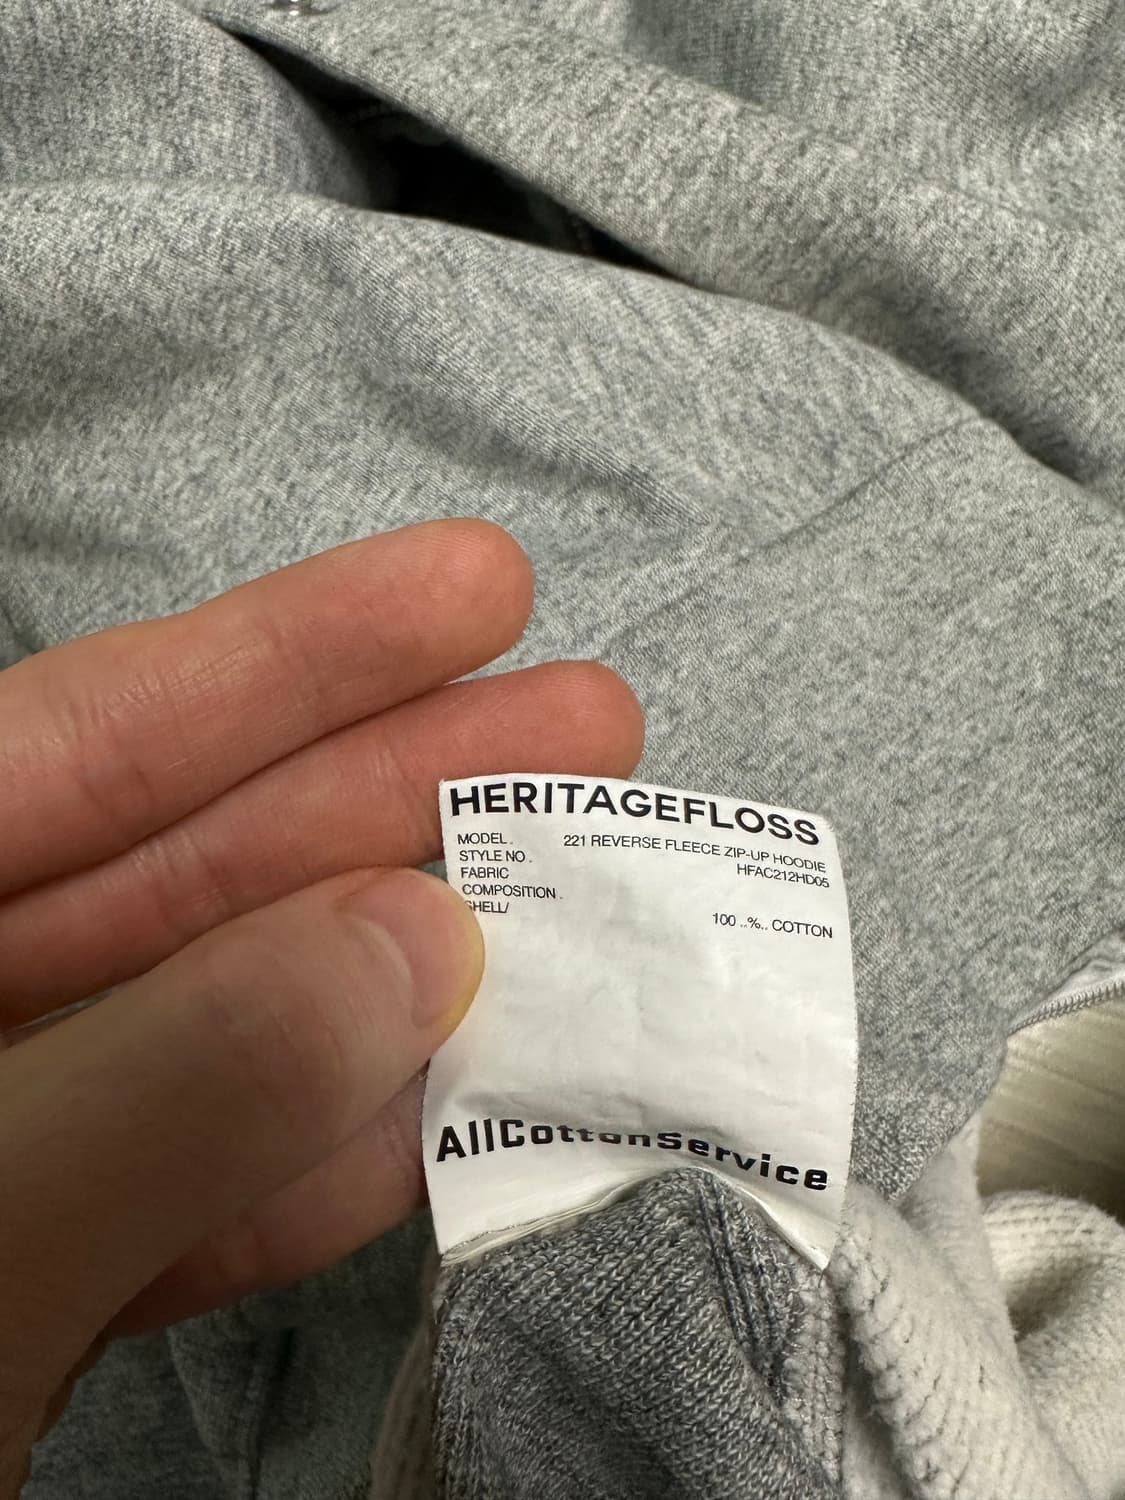 HERITAGEFLOSS
MODEL. 221 REVERSE FLEECE ZIP-UP HOODIE
STYLE NO. HFAC212HD05
FABRIC
COMPOSITION.
SHELL/ 100 ..%.. COTTON
AllCottonService